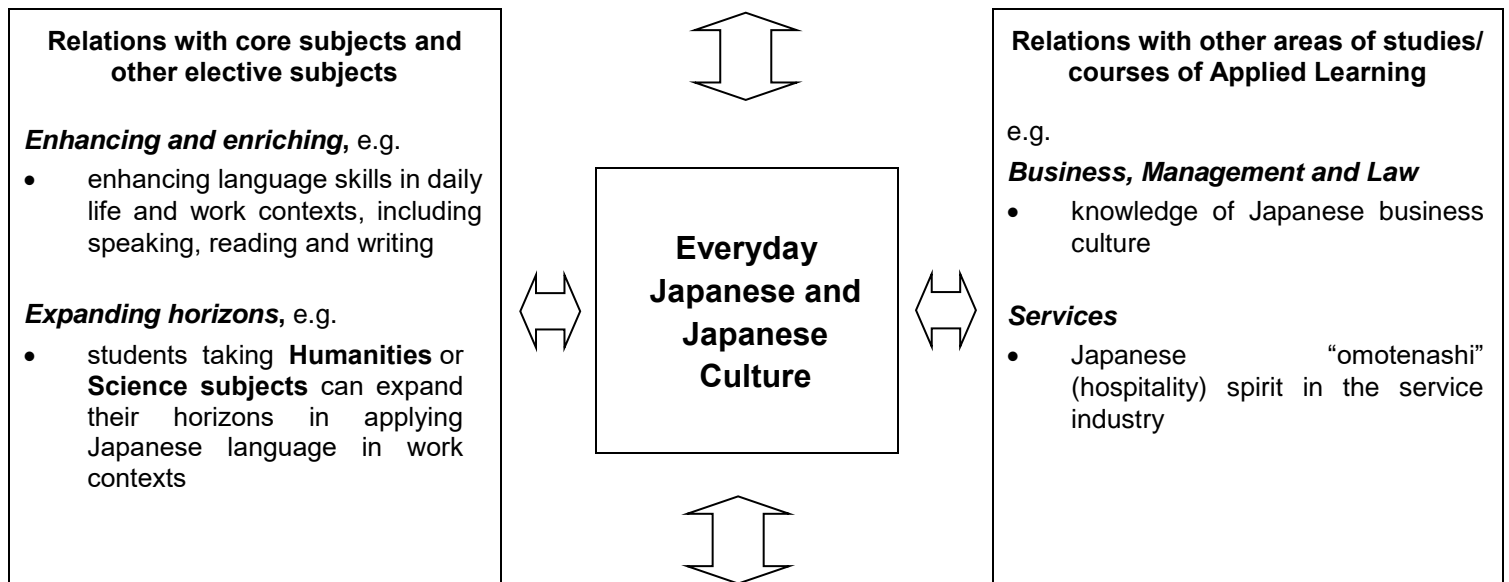 Relations with core subjects and
other elective subjects
Enhancing and enriching, e.g.
• enhancing language skills in daily
life and work contexts, including
speaking, reading and writing
Expanding horizons, e.g.
• students taking Humanities or
Science subjects can expand
their horizons in applying
Japanese language in work
contexts
Everyday
Japanese and
Japanese
Culture
Relations with other areas of studies/
courses of Applied Learning
e.g.
Business, Management and Law
• knowledge of Japanese business
culture
Services
• Japanese “omotenashi”
(hospitality) spirit in the service
industry